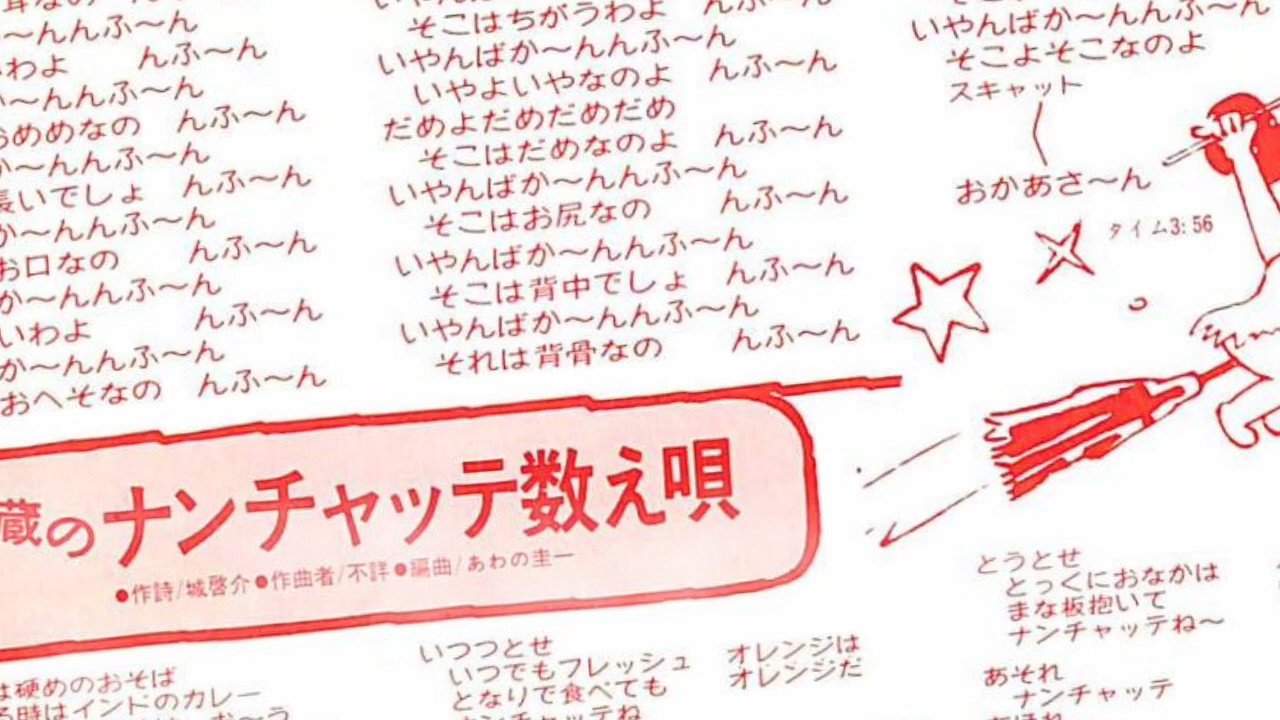 ～んんふ～ん
わよ　んふ～ん
～んんふ～ん
おめめなの　んふ～ん
か～んんふ～ん
長いでしょ　んふ～ん
か～んんふ～ん
お口なの　んふ～ん
か～んんふ～ん
いわよ　んふ～ん
か～んんふ～ん
おへそなの　んふ～ん
そこはちがうわよ　んふ～ん
いやんばか～んんふ～ん
いやよいやなのよ　んふ～ん
だめよだめだめだめ
そこはだめなのよ　んふ～ん
いやんばか～んんふ～ん
そこはお尻なの　んふ～ん
いやんばか～んんふ～ん
そこは背中でしょ　んふ～ん
いやんばか～んんふ～ん
それは背骨なの　んふ～ん
いやんばか～んんふ～ん
そこよそこなのよ
スキャット
おかあさ～ん
タイム3:56
蔵のナンチャッテ数え唄
●作詩/城啓介●作曲者/不詳●編曲/あわの圭一
は硬めのおそば
時はインドのカレー
いつつとせ
いつでもフレッシュ
となりで食べても
ナンチャッテね
オレンジは
オレンジだ
とうとせ
とっくにおなかは
まな板抱いて
ナンチャッテね～
あそれ
ナンチャッテ